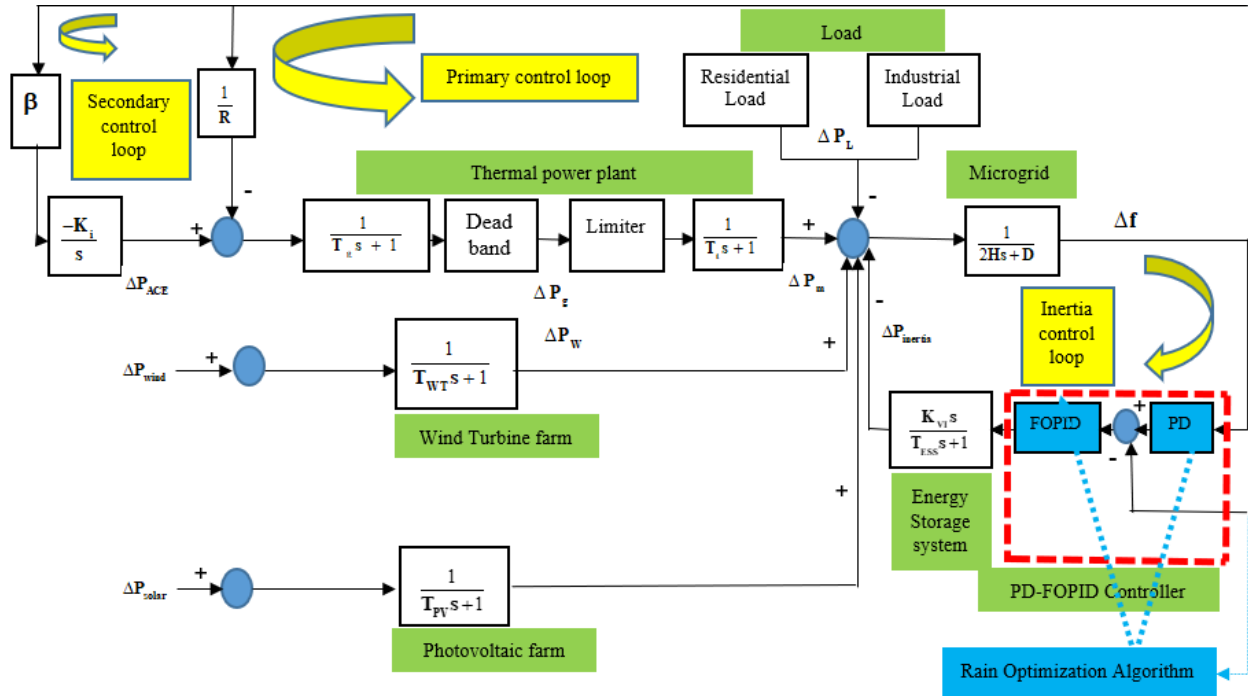 Load
Primary control loop
Residential
Load
Industrial
Load
β
Secondary
control
loop
1
R
Δ P_L
-
-
Thermal power plant
Microgrid
-K_i
s
+
ΔP_ACE
1
T_g s + 1
Dead
band
Δ P_g
Limiter
1
T_t s + 1
+
Δ P_m
1
2Hs + D
Δf
-
ΔP_inertia
Inertia
control
loop
ΔP_wind
+
1
T_WT s + 1
ΔP_W
+
Wind Turbine farm
K_VI s
T_ESS s + 1
FOPID
+
-
PD
Energy
Storage
system
+
ΔP_solar
+
1
T_PV s + 1
Photovoltaic farm
PD-FOPID Controller
Rain Optimization Algorithm